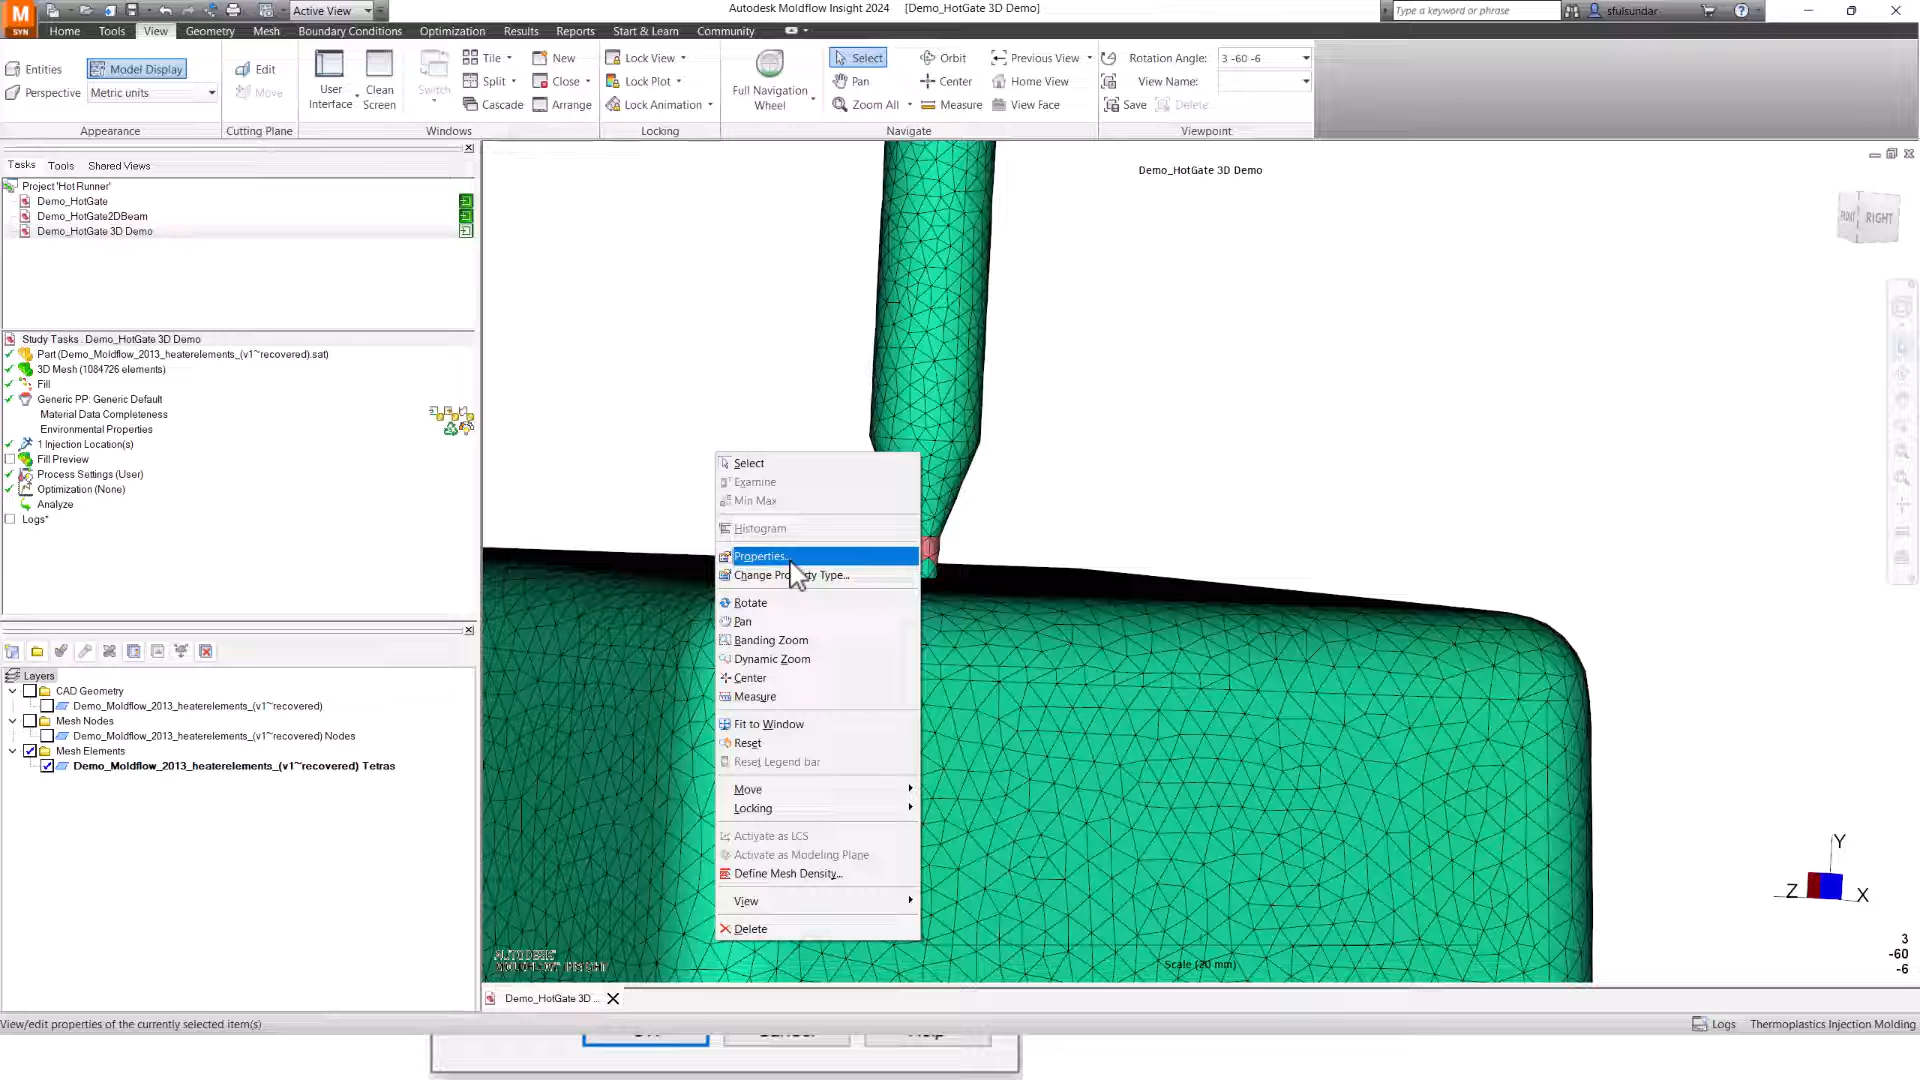 Active View
Autodesk Moldflow Insight 2024 [Demo_HotGate 3D Demo]
Type a keyword or phrase
sfulsundar
M
SYN
Home Tools View Geometry Mesh Boundary Conditions Optimization Results Reports Start & Learn Community
Entities
Model Display
Perspective
Metric units
Appearance
Edit
Move
Cutting Plane
User Interface
Clean Screen
Switch
Tile
Split
Cascade
New
Close
Arrange
Windows
Lock View
Lock Plot
Lock Animation
Locking
Full Navigation Wheel
Select
Pan
Zoom All
Orbit
Center
Measure
Previous View
Home View
View Face
Navigate
Rotation Angle: 3 -60 -6
View Name:
Save
Delete
Viewpoint
Tasks Tools Shared Views
Project 'Hot Runner'
Demo_HotGate
Demo_HotGate2DBeam
Demo_HotGate 3D Demo
Study Tasks : Demo_HotGate 3D Demo
Part (Demo_Moldflow_2013_heaterelements_(v1~recovered).sat)
3D Mesh (1084726 elements)
Fill
Generic PP: Generic Default
Material Data Completeness
Environmental Properties
1 Injection Location(s)
Fill Preview
Process Settings (User)
Optimization (None)
Analyze
Logs*
Layers
CAD Geometry
Demo_Moldflow_2013_heaterelements_(v1~recovered)
Mesh Nodes
Demo_Moldflow_2013_heaterelements_(v1~recovered) Nodes
Mesh Elements
Demo_Moldflow_2013_heaterelements_(v1~recovered) Tetras
Demo_HotGate 3D Demo
FRONT
RIGHT
Select
Examine
Min Max
Histogram
Properties...
Change Property Type...
Rotate
Pan
Banding Zoom
Dynamic Zoom
Center
Measure
Fit to Window
Reset
Reset Legend bar
Move
Locking
Activate as LCS
Activate as Modeling Plane
Define Mesh Density...
View
Delete
Y
Z
X
3
-60
-6
AUTODESK
MOLDFLOW INSIGHT
Scale (20 mm)
Demo_HotGate 3D ...
View/edit properties of the currently selected item(s)
Logs
Thermoplastics Injection Molding